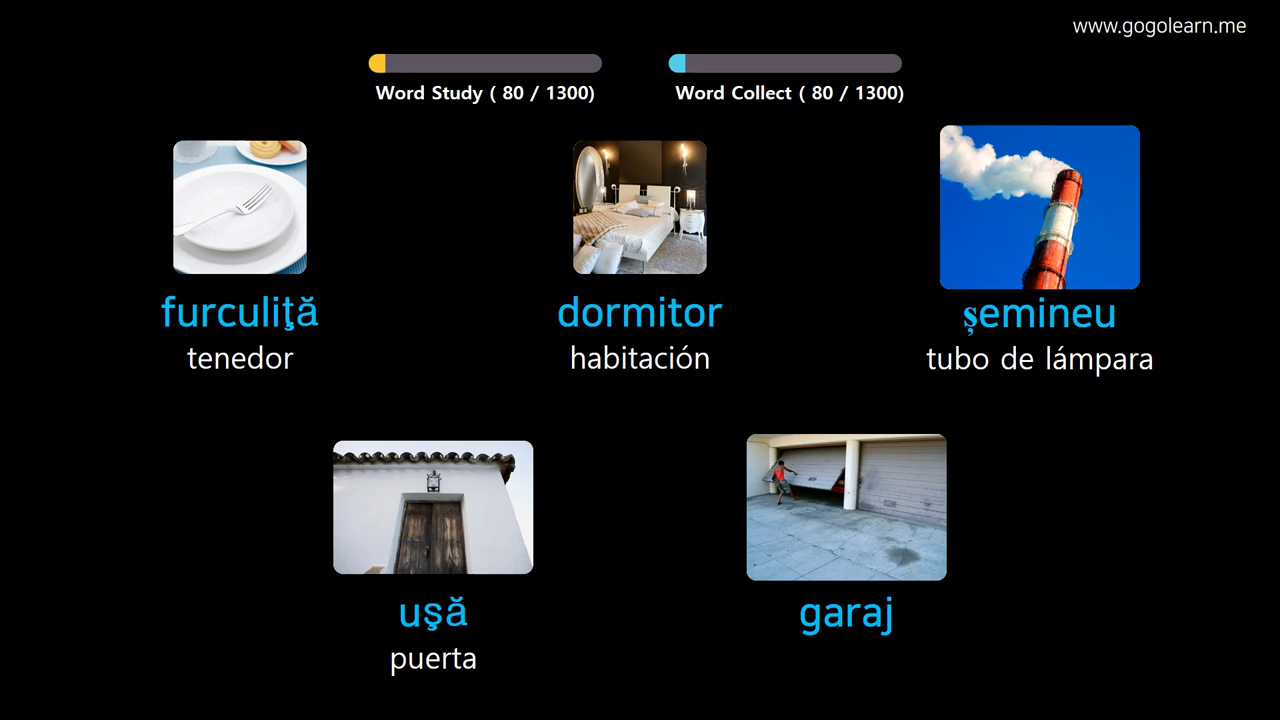 www.gogolearn.me
Word Study ( 80 / 1300)
Word Collect ( 80 / 1300)
furculiţă
tenedor
dormitor
habitación
șemineu
tubo de lámpara
uşă
puerta
garaj